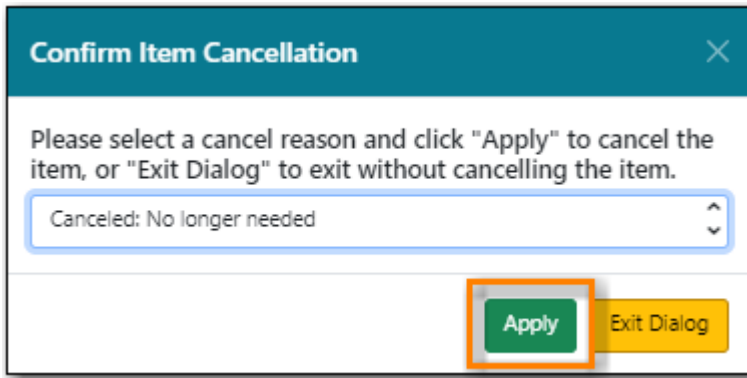 Confirm Item Cancellation
Please select a cancel reason and click "Apply" to cancel the
item, or "Exit Dialog" to exit without cancelling the item.
Canceled: No longer needed
Apply
Exit Dialog